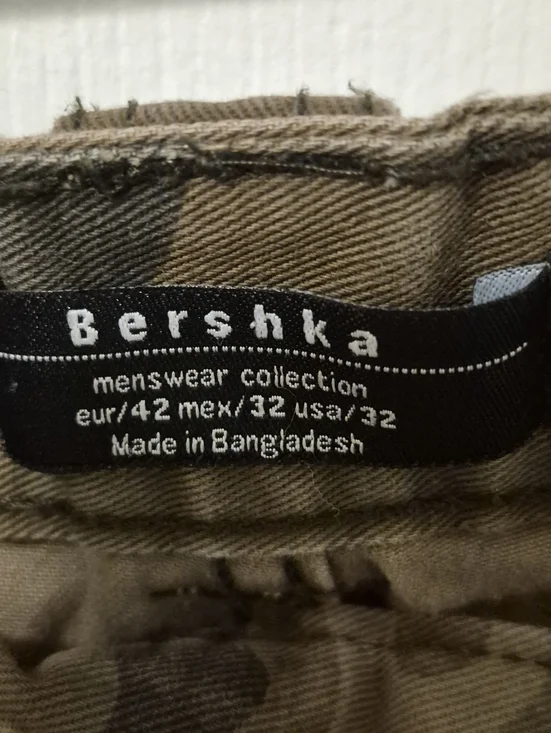 Bershka
menswear collection
eur/42 mex/32 usa/32
Made in Bangladesh